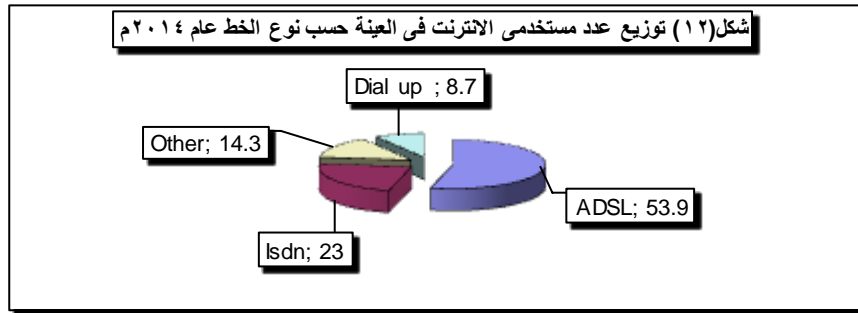 شكل(١٢) توزيع عدد مستخدمى الانترنت فى العينة حسب نوع الخط عام ٢٠١٤م
Dial up ; 8.7
Other; 14.3
ADSL; 53.9
Isdn; 23